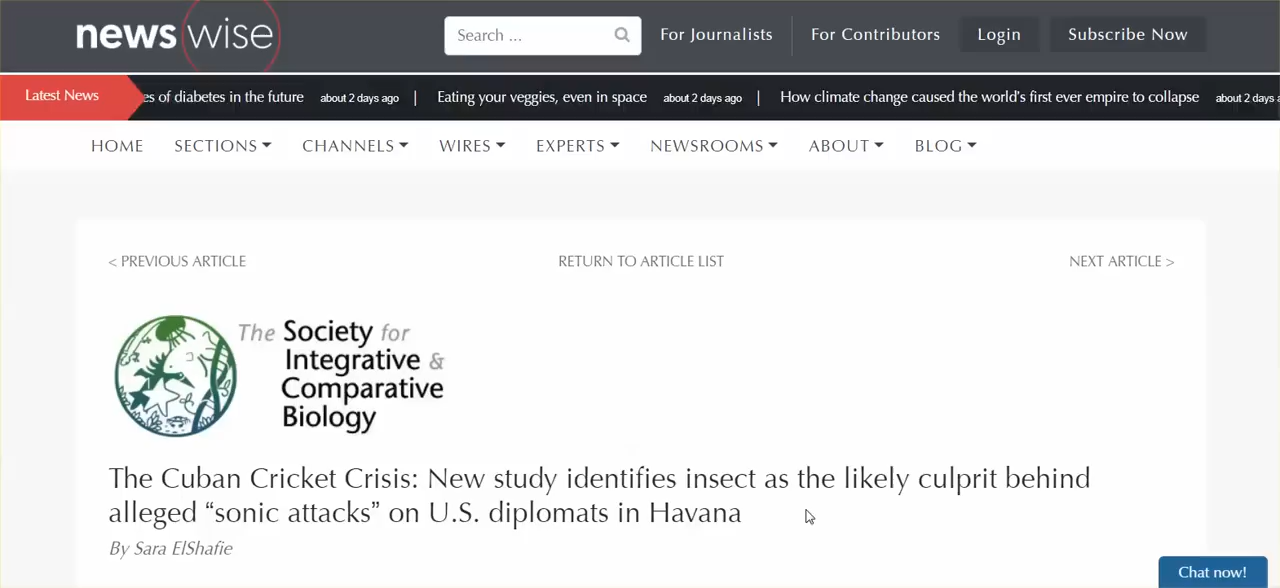 newswise
Search ...
For Journalists
For Contributors
Login
Subscribe Now
Latest News
es of diabetes in the future about 2 days ago | Eating your veggies, even in space about 2 days ago | How climate change caused the world's first ever empire to collapse about 2 days a
HOME SECTIONS CHANNELS WIRES EXPERTS NEWSROOMS ABOUT BLOG
< PREVIOUS ARTICLE
RETURN TO ARTICLE LIST
NEXT ARTICLE >
The Society for
Integrative &
Comparative
Biology
The Cuban Cricket Crisis: New study identifies insect as the likely culprit behind
alleged “sonic attacks” on U.S. diplomats in Havana
By Sara ElShafie
Chat now!